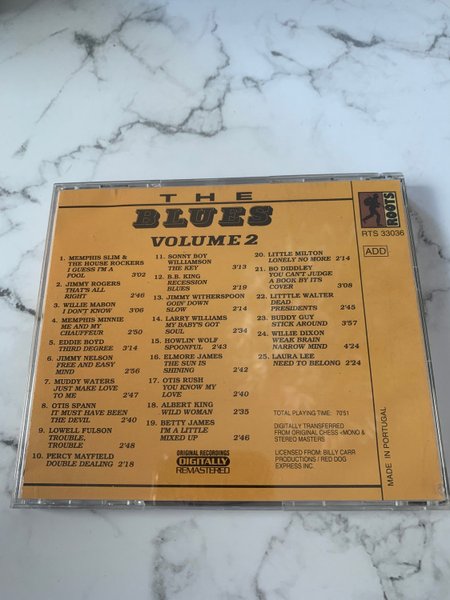 THE
BLUES
VOLUME 2
ROOTS
RTS 33036
ADD
MADE IN PORTUGAL
1. MEMPHIS SLIM &
THE HOUSE ROCKERS
I GUESS I'M A
FOOL 3'02
2. JIMMY ROGERS
THAT'S ALL
RIGHT 2'46
3. WILLIE MABON
I DON'T KNOW 3'06
4. MEMPHIS MINNIE
ME AND MY
CHAUFFEUR 2'50
5. EDDIE BOYD
THIRD DEGREE 3'14
6. JIMMY NELSON
FREE AND EASY
MIND 2'56
7. MUDDY WATERS
JUST MAKE LOVE
TO ME 2'47
8. OTIS SPANN
IT MUST HAVE BEEN
THE DEVIL 2'40
9. LOWELL FULSON
TROUBLE,
TROUBLE 2'48
10. PERCY MAYFIELD
DOUBLE DEALING 2'18
11. SONNY BOY
WILLIAMSON
THE KEY 3'13
12. B.B. KING
RECESSION
BLUES 2'19
13. JIMMY WITHERSPOON
GOIN' DOWN
SLOW 2'14
14. LARRY WILLIAMS
MY BABY'S GOT
SOUL 2'34
15. HOWLIN' WOLF
SPOONFUL 2'43
16. ELMORE JAMES
THE SUN IS
SHINING 2'42
17. OTIS RUSH
YOU KNOW MY
LOVE 2'40
18. ALBERT KING
WILD WOMAN 2'35
19. BETTY JAMES
I'M A LITTLE
MIXED UP 2'46
ORIGINAL RECORDINGS
DIGITALLY
REMASTERED
20. LITTLE MILTON
LONELY NO MORE 2'14
21. BO DIDDLEY
YOU CAN'T JUDGE
A BOOK BY ITS
COVER 3'08
22. LITTLE WALTER
DEAD
PRESIDENTS 2'45
23. BUDDY GUY
STICK AROUND 3'57
24. WILLIE DIXON
WEAK BRAIN
NARROW MIND 4'24
25. LAURA LEE
NEED TO BELONG 2'24
TOTAL PLAYING TIME: 70'51
DIGITALLY TRANSFERRED
FROM ORIGINAL CHESS «MONO &
STEREO MASTERS
LICENSED FROM: BILLY CARR
PRODUCTIONS / RED DOG
EXPRESS INC.